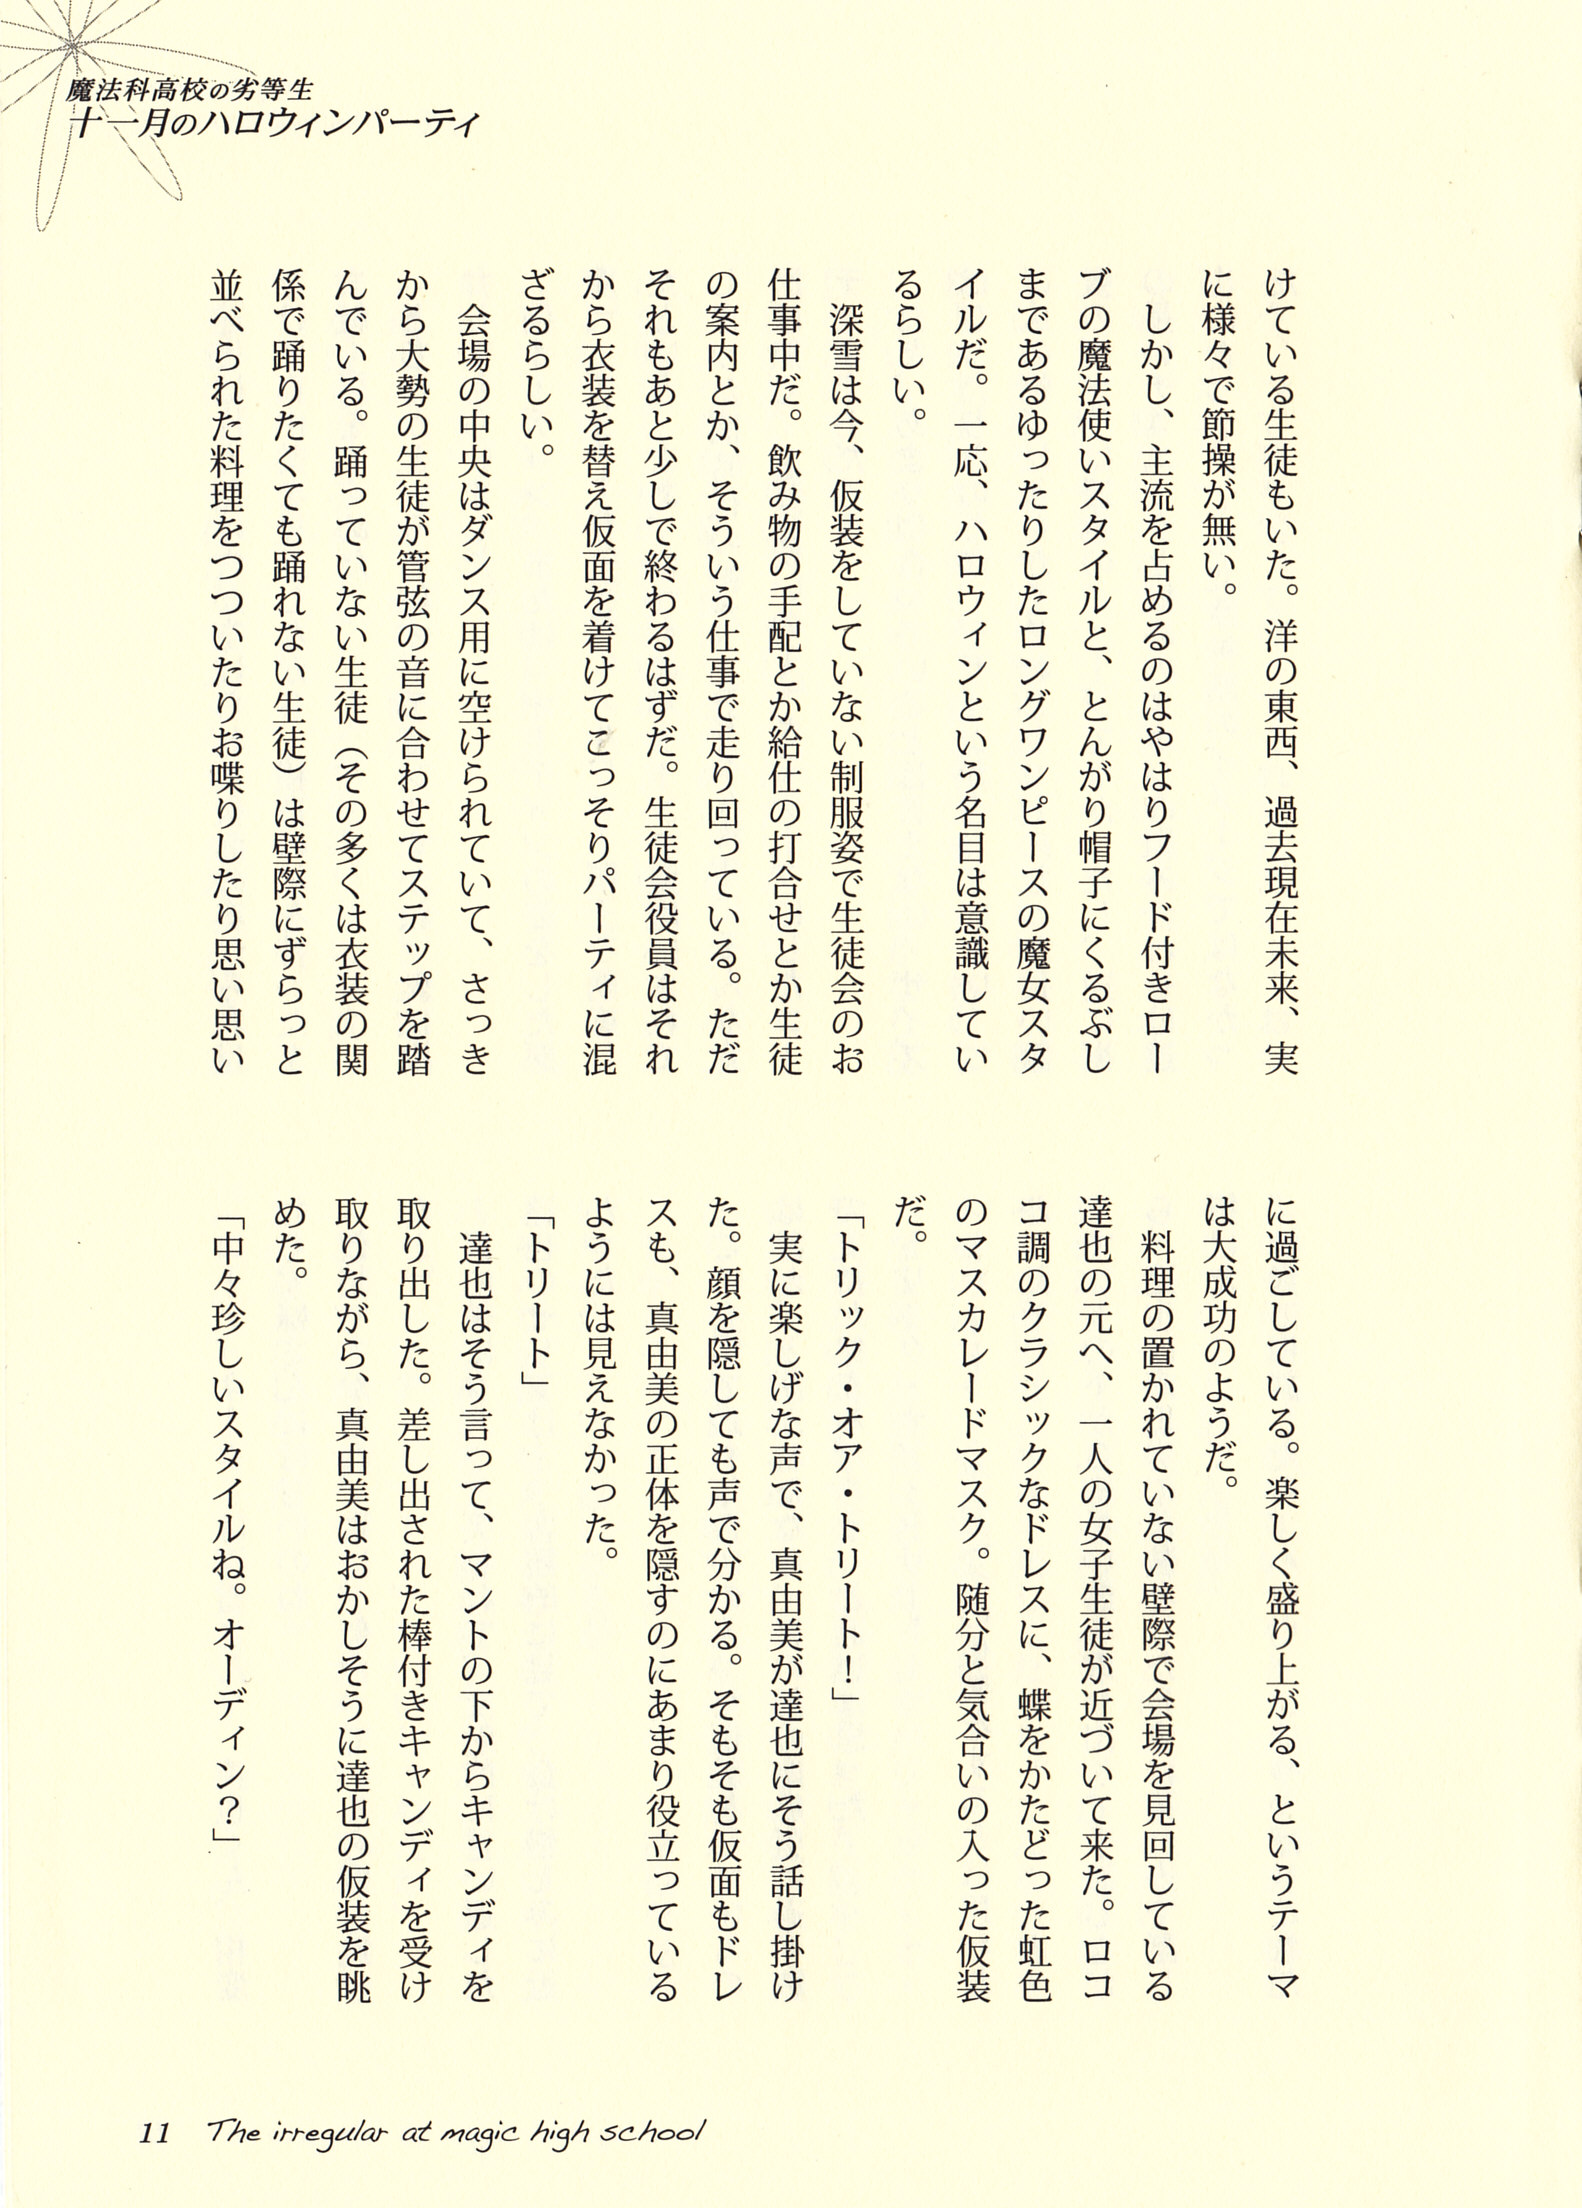 魔法科高校の劣等生
十一月のハロウィンパーティ
けている生徒もいた。洋の東西、過去現在未来、実
に様々で節操が無い。
しかし、主流を占めるのはやはりフード付きロー
ブの魔法使いスタイルと、とんがり帽子にくるぶし
まであるゆったりしたロングワンピースの魔女スタ
イルだ。一応、ハロウィンという名目は意識してい
るらしい。
深雪は今、仮装をしていない制服姿で生徒会のお
仕事中だ。飲み物の手配とか給仕の打合せとか生徒
の案内とか、そういう仕事で走り回っている。ただ
それもあと少しで終わるはずだ。生徒会役員はそれ
から衣装を替え仮面を着けてこっそりパーティに混
ざるらしい。
会場の中央はダンス用に空けられていて、さっき
から大勢の生徒が管弦の音に合わせてステップを踏
んでいる。踊っていない生徒（その多くは衣装の関
係で踊りたくても踊れない生徒）は壁際にずらっと
並べられた料理をつついたりお喋りしたり思い思い
に過ごしている。楽しく盛り上がる、というテーマ
は大成功のようだ。
料理の置かれていない壁際で会場を見回している
達也の元へ、一人の女子生徒が近づいて来た。ロコ
コ調のクラシックなドレスに、蝶をかたどった虹色
のマスカレードマスク。随分と気合いの入った仮装
だ。
「トリック・オア・トリート！」
実に楽しげな声で、真由美が達也にそう話し掛け
た。顔を隠しても声で分かる。そもそも仮面もドレ
スも、真由美の正体を隠すのにあまり役立っている
ようには見えなかった。
「トリート」
達也はそう言って、マントの下からキャンディを
取り出した。差し出された棒付きキャンディを受け
取りながら、真由美はおかしそうに達也の仮装を眺
めた。
「中々珍しいスタイルね。オーディン？」
11 The irregular at magic high school